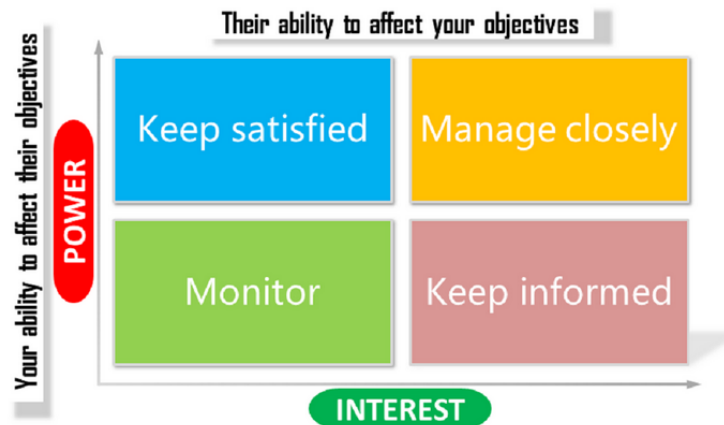 Their ability to affect your objectives
Your ability to affect their objectives
POWER
Keep satisfied
Manage closely
Monitor
Keep informed
INTEREST